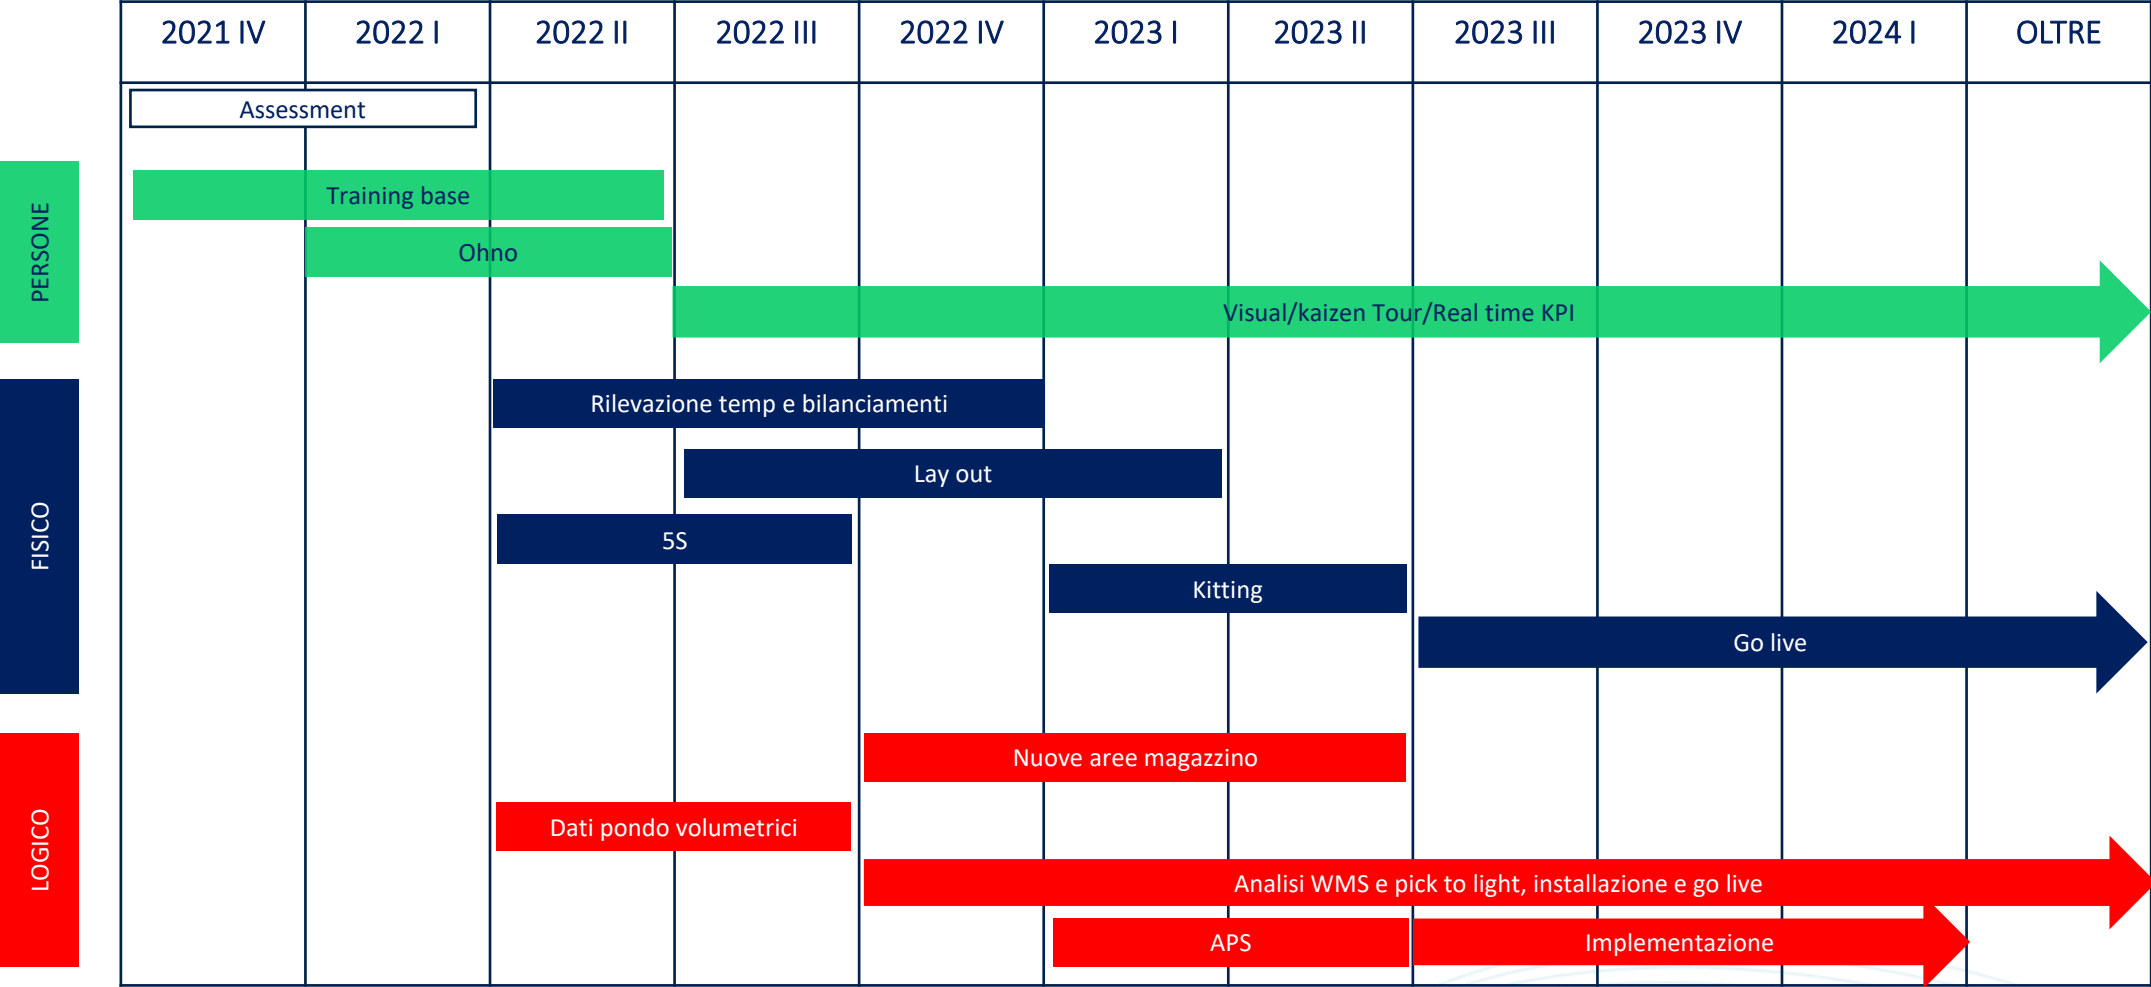 2021 IV
2022 I
2022 II
2022 III
2022 IV
2023 I
2023 II
2023 III
2023 IV
2024 I
OLTRE
Assessment
PERSONE
Training base
Ohno
Visual/kaizen Tour/Real time KPI
FISICO
Rilevazione temp e bilanciamenti
Lay out
5S
Kitting
Go live
LOGICO
Nuove aree magazzino
Dati pondo volumetrici
Analisi WMS e pick to light, installazione e go live
APS
Implementazione